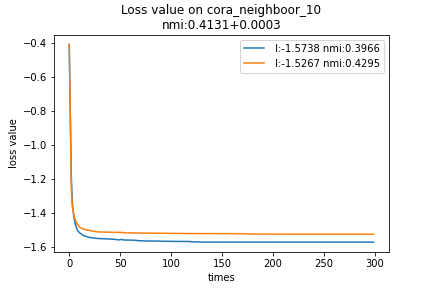 Loss value on cora_neighboor_10
nmi:0.4131+0.0003
l:-1.5738 nmi:0.3966
l:-1.5267 nmi:0.4295
loss value
−0.4
−0.6
−0.8
−1.0
−1.2
−1.4
−1.6
0 50 100 150 200 250 300
times